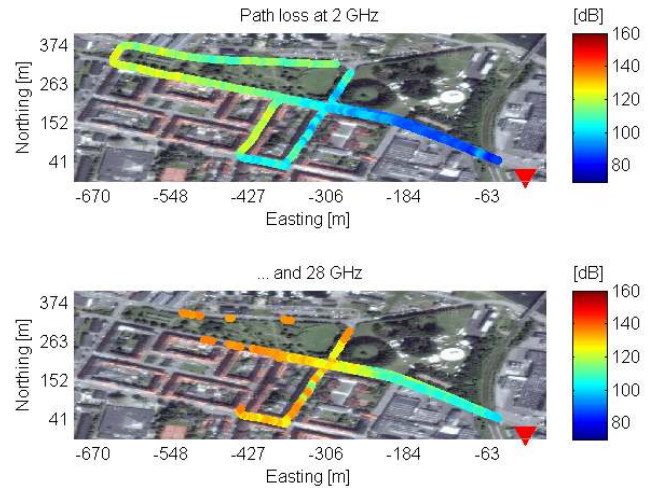 Path loss at 2 GHz
[dB]
374
263
152
41
Northing [m]
-670 -548 -427 -306 -184 -63
Easting [m]
160
140
120
100
80
... and 28 GHz
[dB]
374
263
152
41
Northing [m]
-670 -548 -427 -306 -184 -63
Easting [m]
160
140
120
100
80